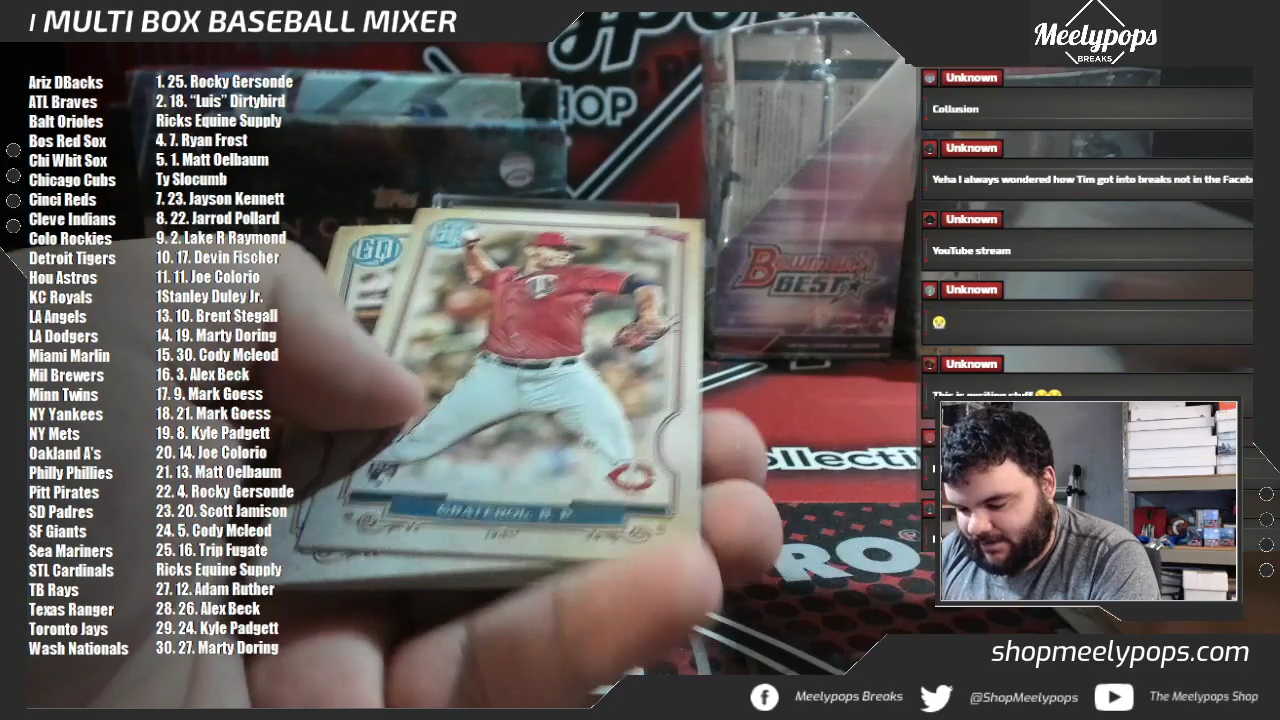 MULTI BOX BASEBALL MIXER
Meelypops
BREAKS
Ariz DBacks 1. 25. Rocky Gersonde
ATL Braves 2. 18. "Luis" Dirtybird
Balt Orioles Ricks Equine Supply
Bos Red Sox 4. 7. Ryan Frost
Chi Whit Sox 5. 1. Matt Oelbaum
Chicago Cubs Ty Slocumb
Cinci Reds 7. 23. Jayson Kennett
Cleve Indians 8. 22. Jarrod Pollard
Colo Rockies 9. 2. Lake R Raymond
Detroit Tigers 10. 17. Devin Fischer
Hou Astros 11. 11. Joe Colorio
KC Royals 1Stanley Duley Jr.
LA Angels 13. 10. Brent Stegall
LA Dodgers 14. 19. Marty Doring
Miami Marlin 15. 30. Cody Mcleod
Mil Brewers 16. 3. Alex Beck
Minn Twins 17. 9. Mark Goess
NY Yankees 18. 21. Mark Goess
NY Mets 19. 8. Kyle Padgett
Oakland A's 20. 14. Joe Colorio
Philly Phillies 21. 13. Matt Oelbaum
Pitt Pirates 22. 4. Rocky Gersonde
SD Padres 23. 20. Scott Jamison
SF Giants 24. 5. Cody Mcleod
Sea Mariners 25. 16. Trip Fugate
STL Cardinals Ricks Equine Supply
TB Rays 27. 12. Adam Ruther
Texas Ranger 28. 26. Alex Beck
Toronto Jays 29. 24. Kyle Padgett
Wash Nationals 30. 27. Marty Doring
HOP
Topps
GQ
T
GRATEROL, R. P.
Bowman's
BEST
ollecti
PRO
Unknown
Collusion
Unknown
Yeha I always wondered how Tim got into breaks not in the Faceb
Unknown
YouTube stream
Unknown
😭
Unknown
This is exciting stuff
shopmeelypops.com
Meelypops Breaks
@ShopMeelypops
The Meelypops Shop